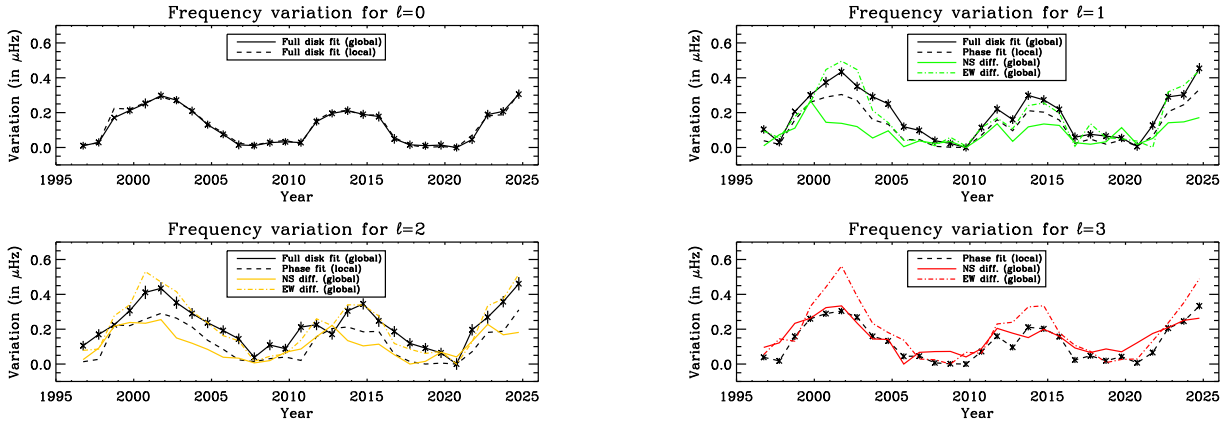 Frequency variation for ℓ=0
Variation (in μHz)
0.6
0.4
0.2
0.0
Full disk fit (global)
Full disk fit (local)
1995 2000 2005 2010 2015 2020 2025
Year
Frequency variation for ℓ=1
Variation (in μHz)
0.6
0.4
0.2
0.0
Full disk fit (global)
Phase fit (local)
NS diff. (global)
EW diff. (global)
1995 2000 2005 2010 2015 2020 2025
Year
Frequency variation for ℓ=2
Variation (in μHz)
0.6
0.4
0.2
0.0
Full disk fit (global)
Phase fit (local)
NS diff. (global)
EW diff. (global)
1995 2000 2005 2010 2015 2020 2025
Year
Frequency variation for ℓ=3
Variation (in μHz)
0.6
0.4
0.2
0.0
Phase fit (local)
NS diff. (global)
EW diff. (global)
1995 2000 2005 2010 2015 2020 2025
Year